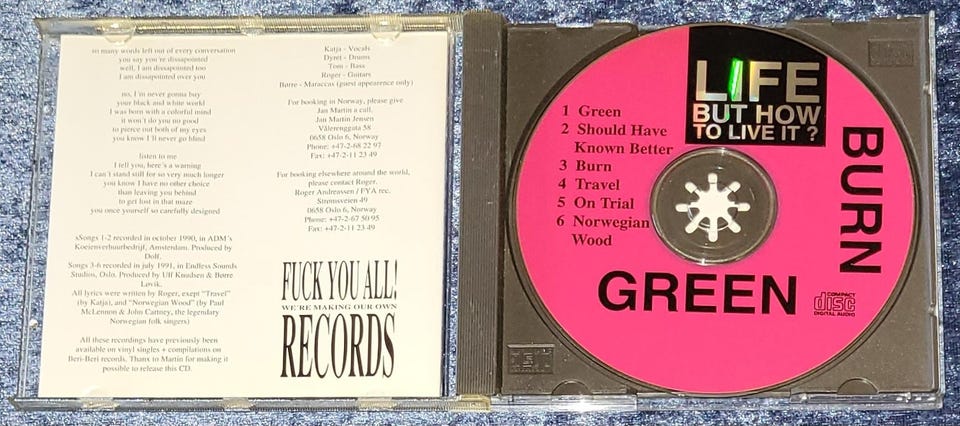 so many words left out of every conversation
you say you're dissapointed
well, I am dissapointed too
I am dissapointed over you
no, I'm never gonna buy
your black and white world
I was born with a colorful mind
it won't do you no good
to pierce out both of my eyes
you know I'll never go blind
listen to me
I tell you, here's a warning
I can't stand still for so very much longer
you know I have no other choice
than leaving you behind
to get lost in that maze
you once yourself so carefully designed
sSongs 1-2 recorded in october 1990, in ADM's
Koeienverhuurbedrijf, Amsterdam. Produced by
Dolf.
Songs 3-6 recorded in july 1991, in Endless Sounds
Studios, Oslo. Produced by Ulf Knudsen & Børre
Løvik.
All lyrics were written by Roger, exept "Travel"
(by Katja), and "Norwegian Wood" (by Paul
McLennon & John Cartney, the legendary
Norwegian folk singers)
All these recordings have previously been
available on vinyl singles + compilations on
Beri-Beri records. Thanx to Martin for making it
possible to release this CD.
Katja - Vocals
Dyret - Drums
Tom - Bass
Roger - Guitars
Børre - Maraccas (guest appearence only)
For booking in Norway, please give
Jan Martin a call.
Jan Martin Jensen
Vålerenggata 58
0658 Oslo 6, Norway
Phone: +47-2-68 22 97
Fax: +47-2-11 23 49
For booking elsewhere around the world,
please contact Roger.
Roger Andreassen / FYA rec.
Strømsveien 49
0658 Oslo 6, Norway
Phone: +47-2-67 50 95
Fax: +47-2-11 23 49
FUCK YOU ALL!
WE'RE MAKING OUR OWN
RECORDS
LIFE
BUT HOW
TO LIVE IT ?
1 Green
2 Should Have
Known Better
3 Burn
4 Travel
5 On Trial
6 Norwegian
Wood
BURN
GREEN
COMPACT
disc
DIGITAL AUDIO